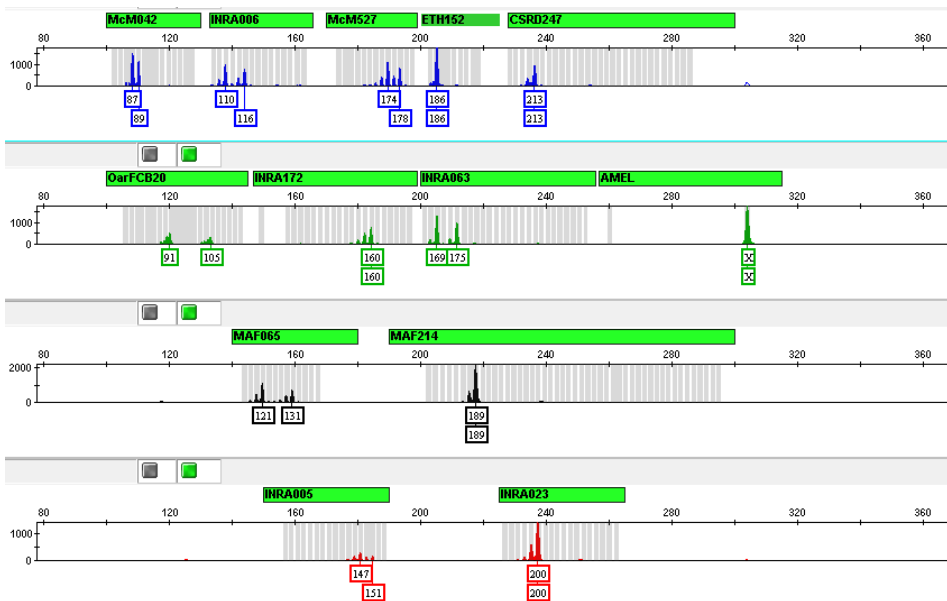 McM042 INRA006 McM527 ETH152 CSRD247
80 120 160 200 240 280 320 360
1000
0
87 110 174 186 213
89 116 178 186 213
OarFCB20 INRA172 INRA063 AMEL
80 120 160 200 240 280 320 360
1000
0
91 105 160 169 175 X
160 X
MAF065 MAF214
80 120 160 200 240 280 320 360
2000
0
121 131 189
189
INRA005 INRA023
80 120 160 200 240 280 320 360
1000
0
147 200
151 200